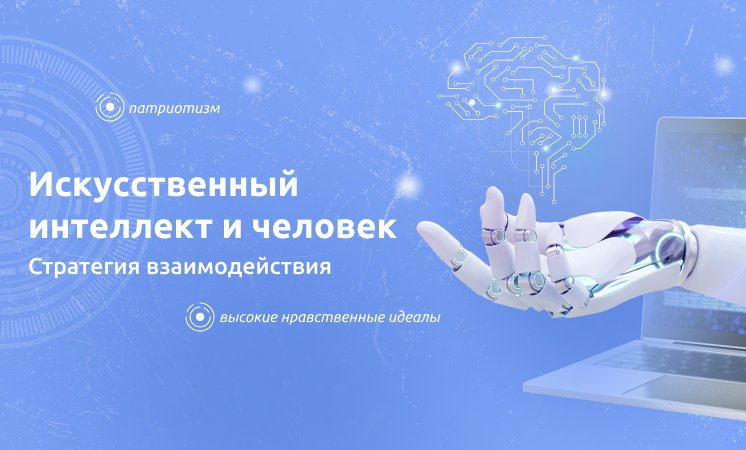 патриотизм
Искусственный
интеллект и человек
Стратегия взаимодействия
высокие нравственные идеалы